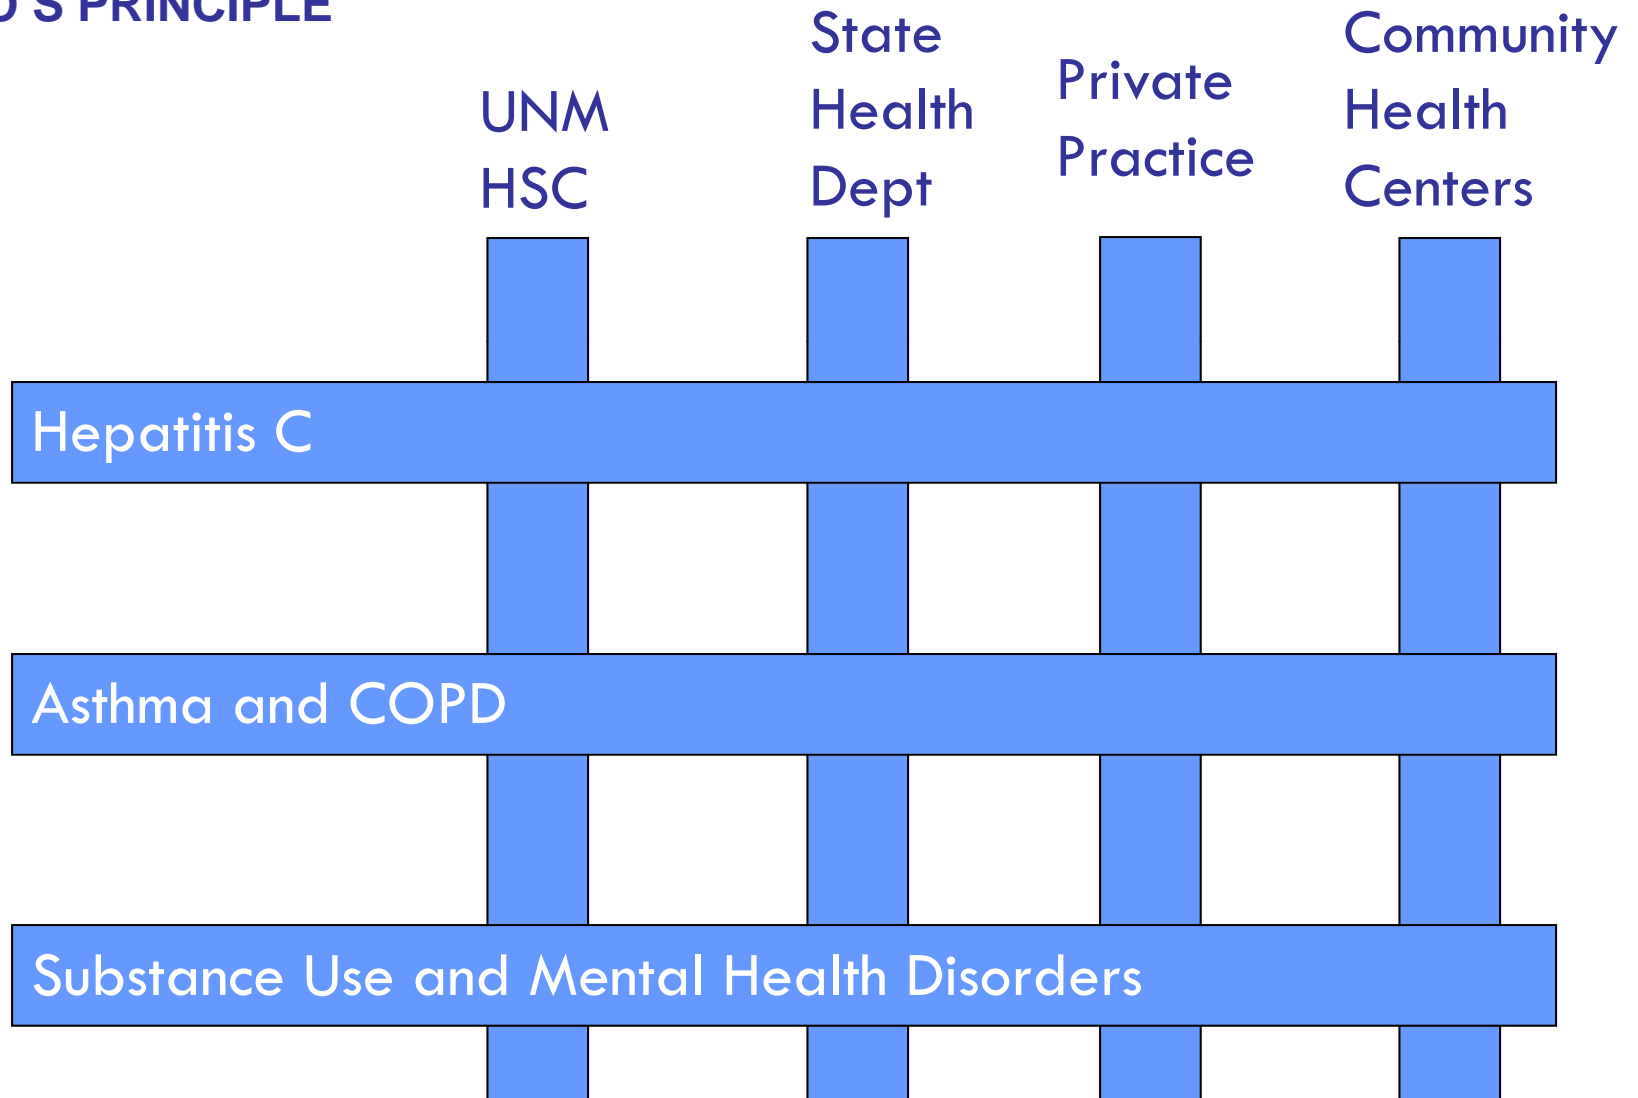 'S PRINCIPLE
UNM
HSC
State
Health
Dept
Private
Practice
Community
Health
Centers
Hepatitis C
Asthma and COPD
Substance Use and Mental Health Disorders